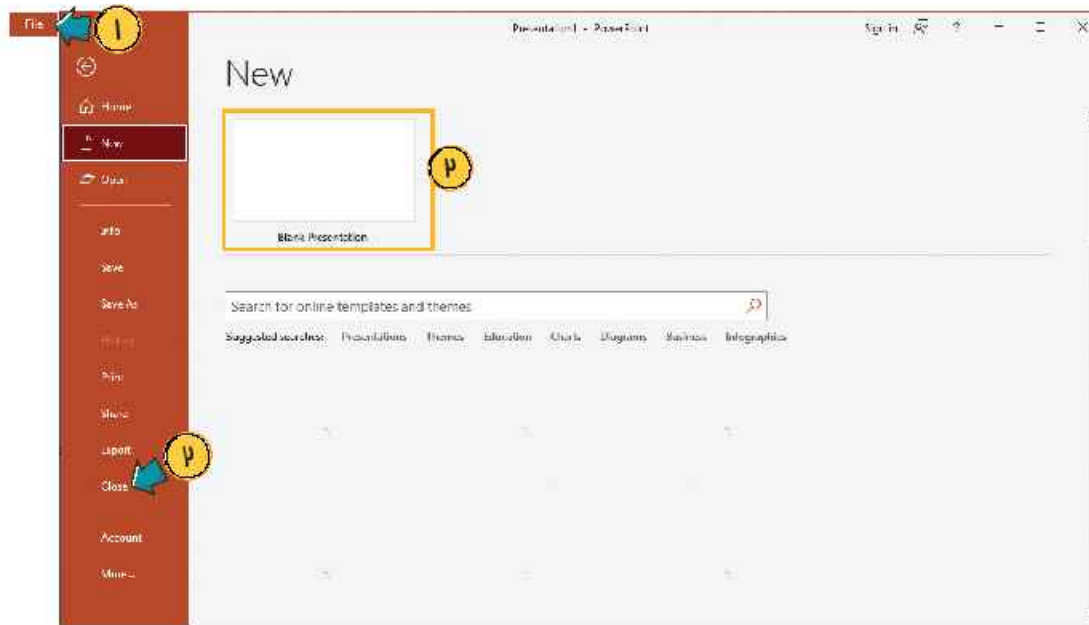 File
۱
Presentation1 - PowerPoint
Sign in
?
New
Home
New
Open
۲
Blank Presentation
Info
Save
Save As
Search for online templates and themes
Suggested searches: Presentations Themes Education Charts Diagrams Business Infographics
Print
Share
Export
۲
Close
Account
More...